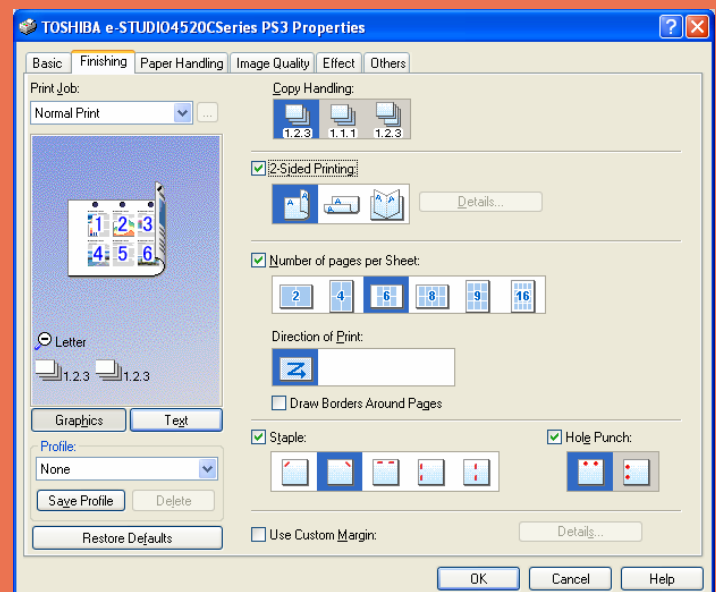 TOSHIBA e-STUDIO4520CSeries PS3 Properties
Basic Finishing Paper Handling Image Quality Effect Others
Print Job:
Normal Print ...
1 2 3
4 5 6
Letter
1.2.3 1.2.3
Graphics Text
Profile:
None
Save Profile Delete
Restore Defaults
Copy Handling:
1.2.3 1.1.1 1.2.3
2-Sided Printing:
A A A A Details...
Number of pages per Sheet:
2 4 6 8 9 16
Direction of Print:
Draw Borders Around Pages
Staple: Hole Punch:
Use Custom Margin: Details...
OK Cancel Help